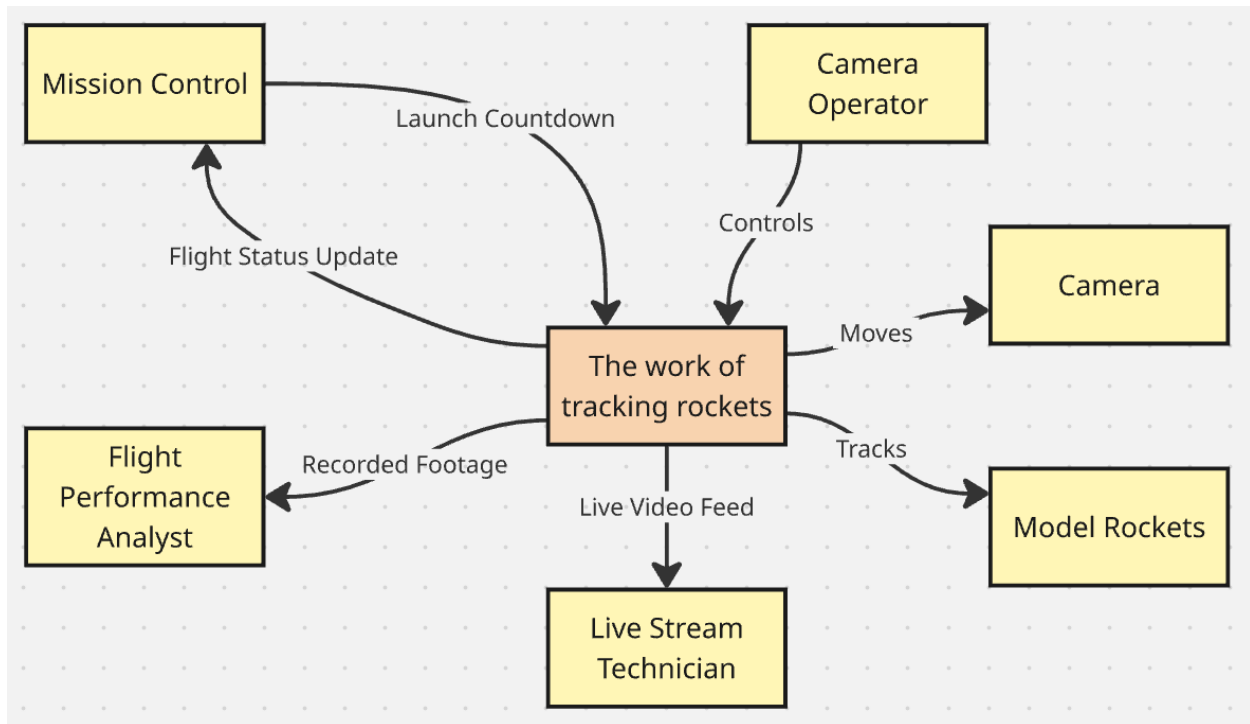 Mission Control
Camera
Operator
Launch Countdown
Controls
Flight Status Update
Camera
Moves
The work of
tracking rockets
Tracks
Flight
Performance
Analyst
Recorded Footage
Live Video Feed
Model Rockets
Live Stream
Technician